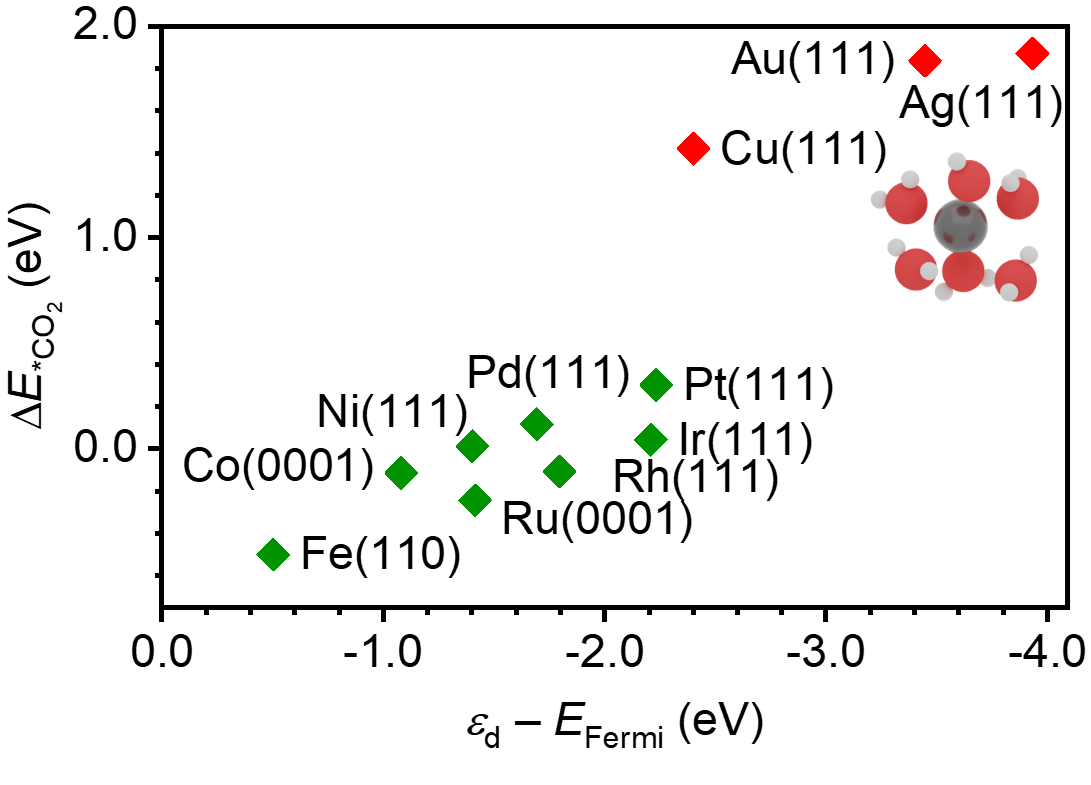 2.0
Au(111)
Ag(111)
Cu(111)
1.0
ΔE*CO₂ (eV)
Pd(111)
Pt(111)
Ni(111)
0.0
Ir(111)
Co(0001)
Rh(111)
Ru(0001)
Fe(110)
0.0 -1.0 -2.0 -3.0 -4.0
εd – EFermi (eV)